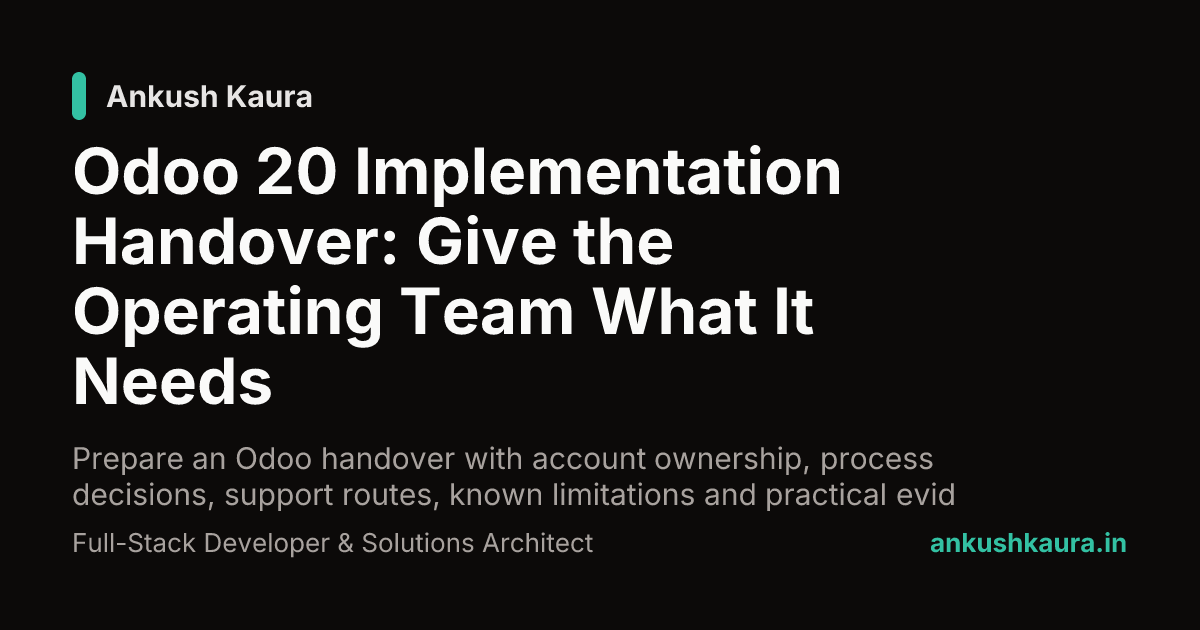 Ankush Kaura
Odoo 20 Implementation
Handover: Give the
Operating Team What It
Needs
Prepare an Odoo handover with account ownership, process
decisions, support routes, known limitations and practical evid
Full-Stack Developer & Solutions Architect
ankushkaura.in